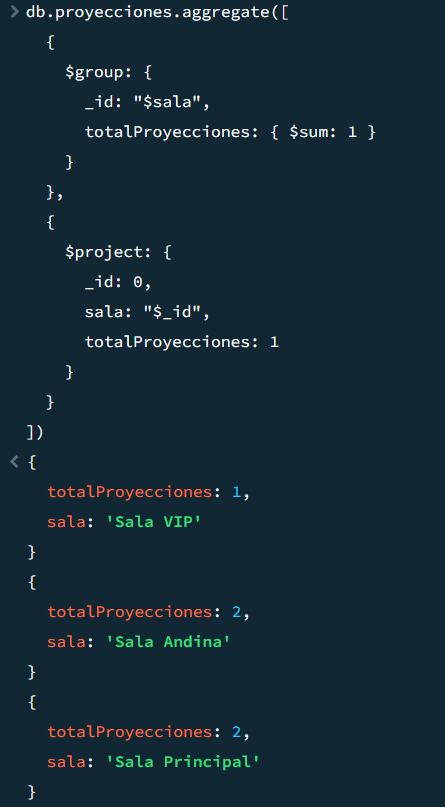 > db.proyecciones.aggregate([
{
$group: {
_id: "$sala",
totalProyecciones: { $sum: 1 }
}
},
{
$project: {
_id: 0,
sala: "$_id",
totalProyecciones: 1
}
}
])
< {
totalProyecciones: 1,
sala: 'Sala VIP'
}
{
totalProyecciones: 2,
sala: 'Sala Andina'
}
{
totalProyecciones: 2,
sala: 'Sala Principal'
}